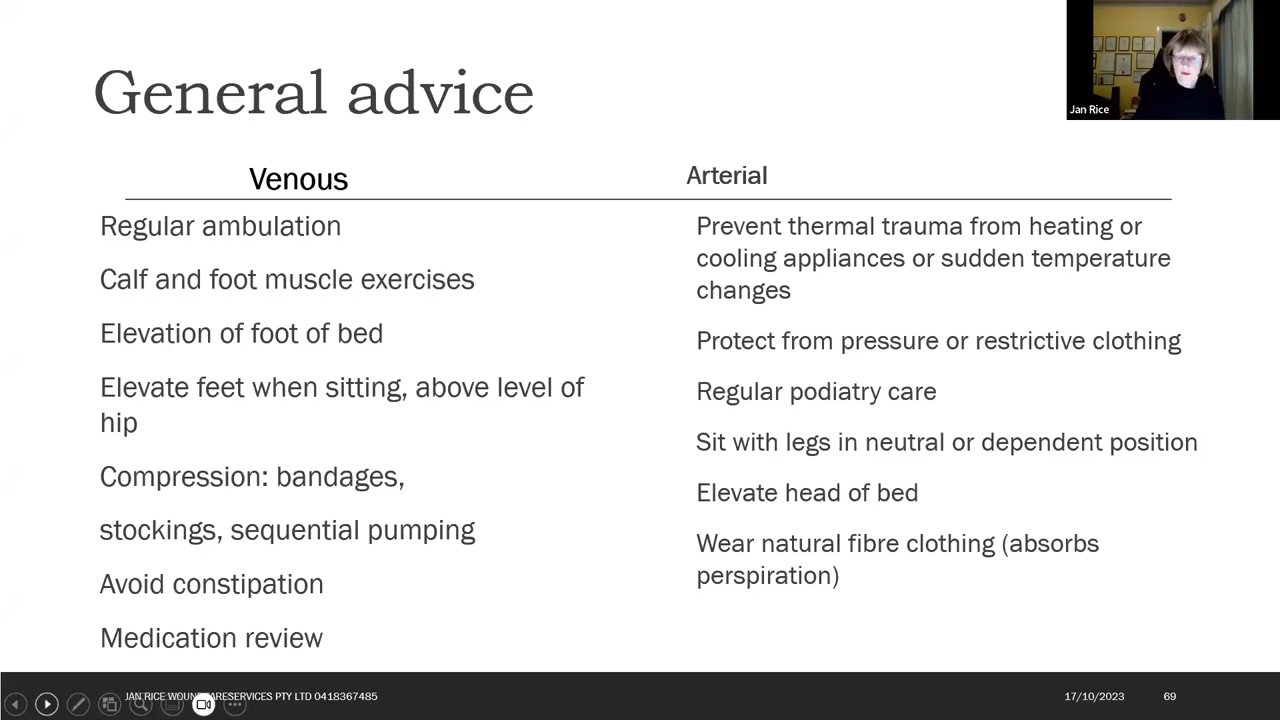 General advice
Jan Rice
Venous
Regular ambulation
Calf and foot muscle exercises
Elevation of foot of bed
Elevate feet when sitting, above level of
hip
Compression: bandages,
stockings, sequential pumping
Avoid constipation
Medication review
Arterial
Prevent thermal trauma from heating or
cooling appliances or sudden temperature
changes
Protect from pressure or restrictive clothing
Regular podiatry care
Sit with legs in neutral or dependent position
Elevate head of bed
Wear natural fibre clothing (absorbs
perspiration)
JAN RICE PTY LTD 0418367485
17/10/2023
69